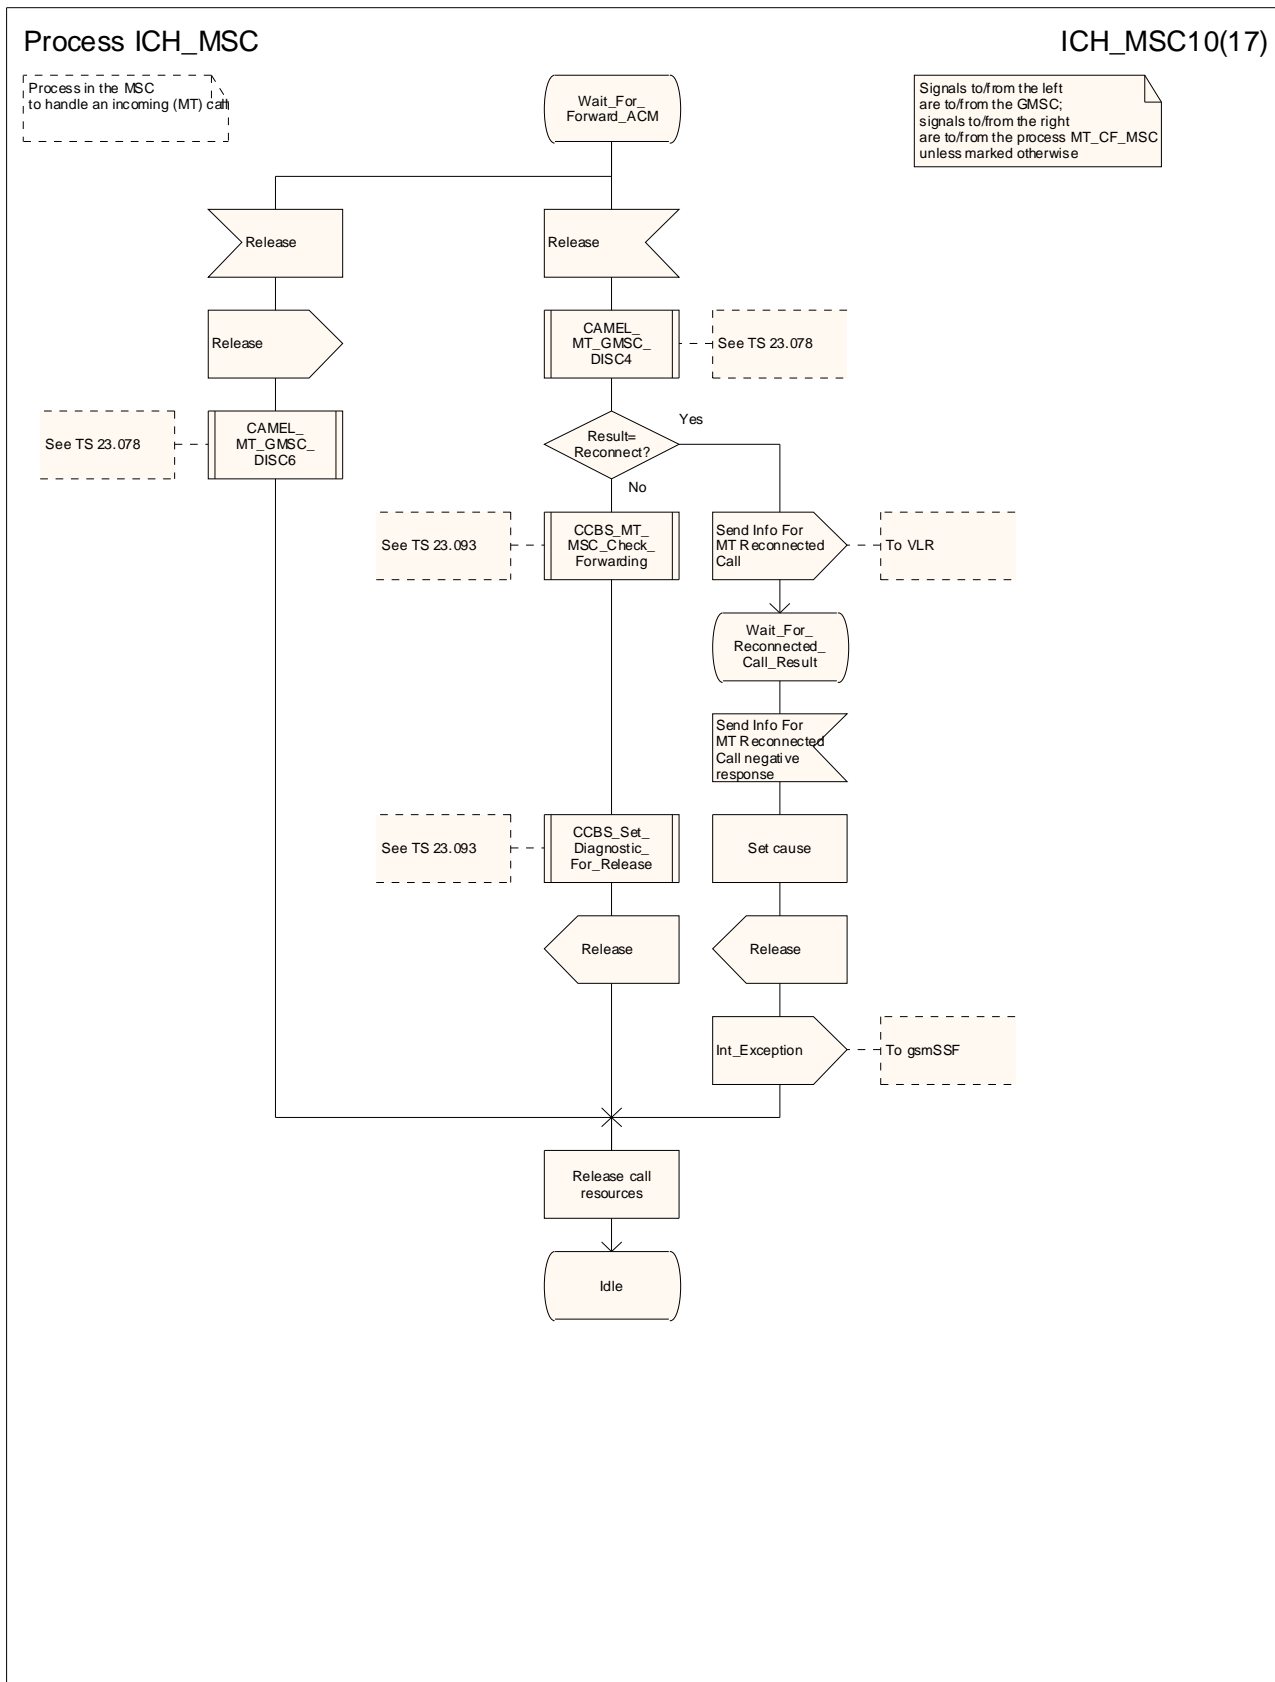 Process ICH_MSC
ICH_MSC10(17)
Process in the MSC
to handle an incoming (MT) call
Wait_For_
Forward_ACM
Signals to/from the left
are to/from the GMSC;
signals to/from the right
are to/from the process MT_CF_MSC
unless marked otherwise
Release
Release
Release
CAMEL_
MT_GMSC_
DISC4
See TS 23.078
See TS 23.078
CAMEL_
MT_GMSC_
DISC6
Result=
Reconnect?
Yes
No
See TS 23.093
CCBS_MT_
MSC_Check_
Forwarding
Send Info For
MT Reconnected
Call
To VLR
Wait_For_
Reconnected_
Call_Result
Send Info For
MT Reconnected
Call negative
response
See TS 23.093
CCBS_Set_
Diagnostic_
For_Release
Set cause
Release
Release
Int_Exception
To gsmSSF
Release call
resources
Idle